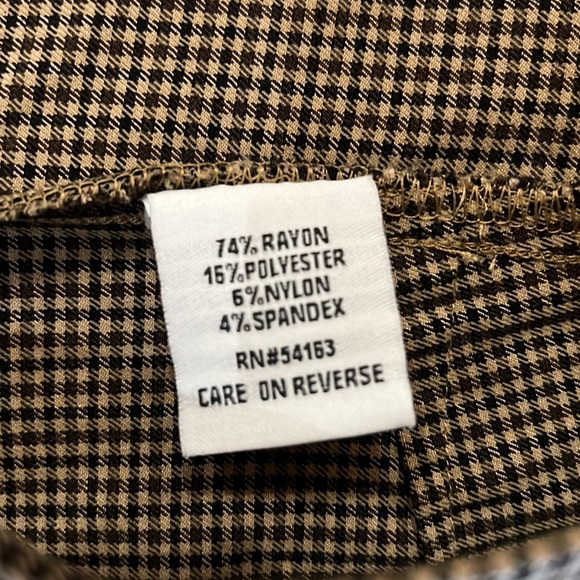 74% RAYON
16% POLYESTER
6% NYLON
4% SPANDEX
RN#54163
CARE ON REVERSE